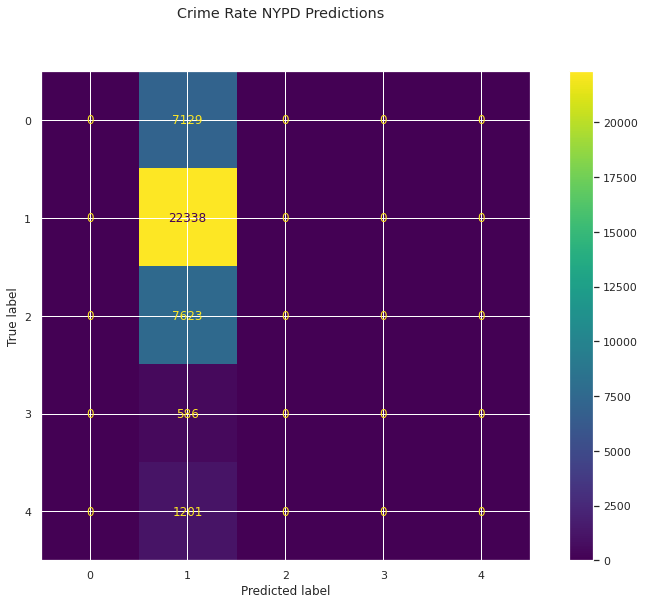 Crime Rate NYPD Predictions
0 0 7129 0 0 0
1 0 22338 0 0 0
2 0 7623 0 0 0
3 0 586 0 0 0
4 0 1201 0 0 0
0 1 2 3 4
True label
Predicted label
20000
17500
15000
12500
10000
7500
5000
2500
0